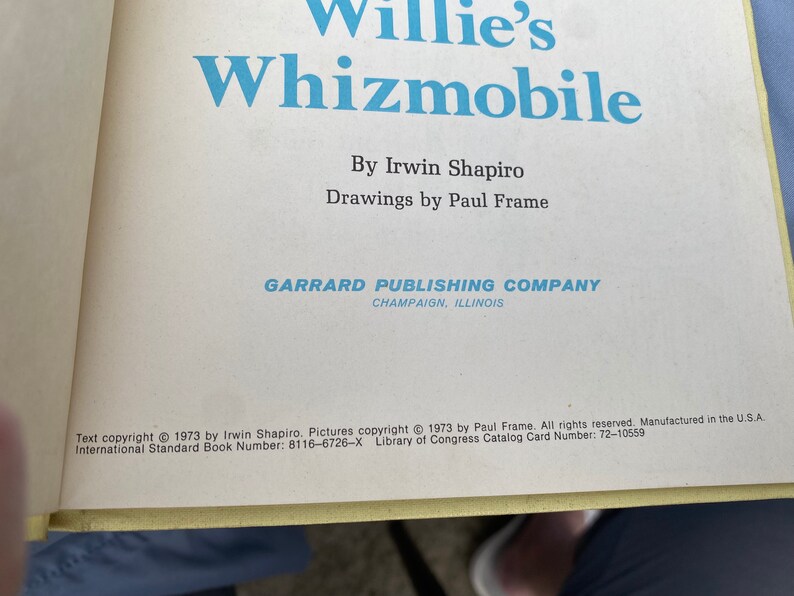 Willie's
Whizmobile
By Irwin Shapiro
Drawings by Paul Frame
GARRARD PUBLISHING COMPANY
CHAMPAIGN, ILLINOIS
Text copyright © 1973 by Irwin Shapiro. Pictures copyright © 1973 by Paul Frame. All rights reserved. Manufactured in the U.S.A.
International Standard Book Number: 8116–6726–X Library of Congress Catalog Card Number: 72–10559